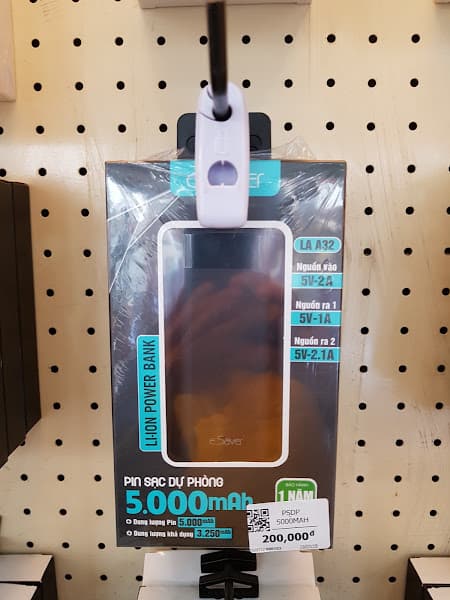 LA A32
Nguồn vào
5V-2A
Nguồn ra 1
5V-1A
Nguồn ra 2
5V-2.1A
LI-ION POWER BANK
eSaver
PIN SẠC DỰ PHÒNG
5.000mAh
Dung lượng Pin 5.000mAh
Dung lượng khả dụng 3.250mAh
BẢO HÀNH
1 NĂM
PSDP
5000MAH
200,000đ